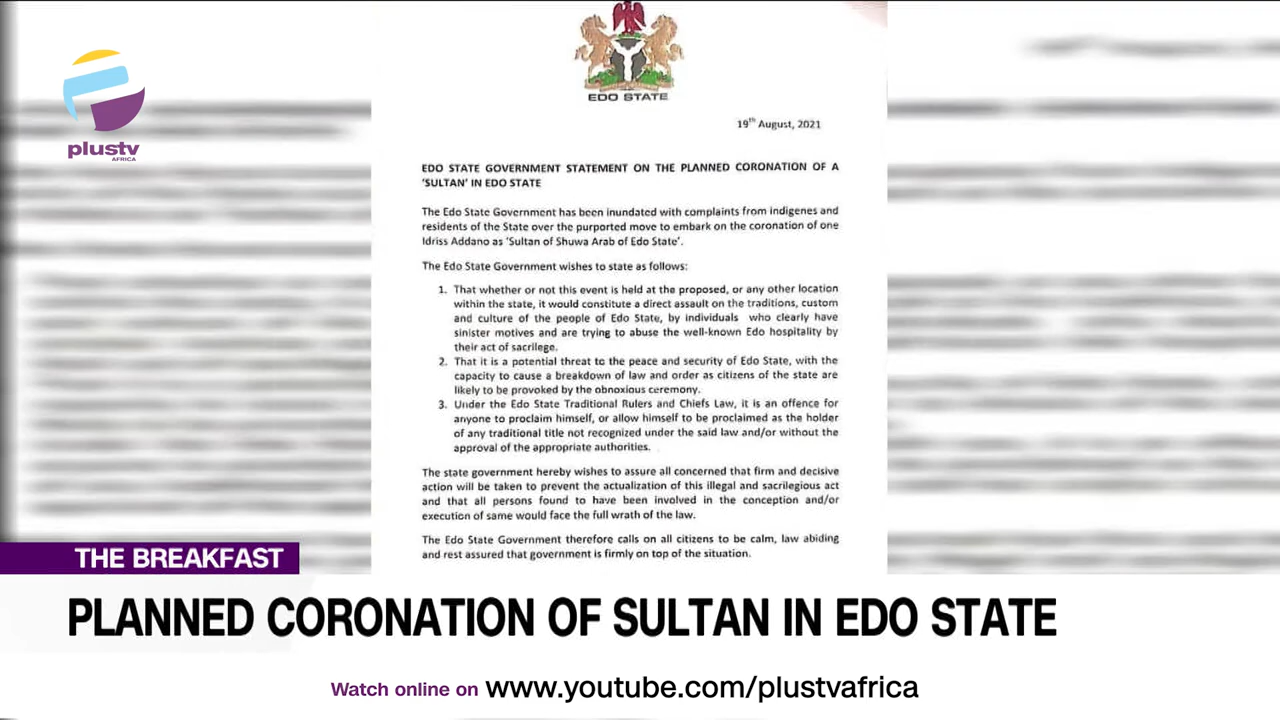 plustv
AFRICA
EDO STATE
19th August, 2021
EDO STATE GOVERNMENT STATEMENT ON THE PLANNED CORONATION OF A
'SULTAN' IN EDO STATE
The Edo State Government has been inundated with complaints from indigenes and
residents of the State over the purported move to embark on the coronation of one
Idriss Addano as 'Sultan of Shuwa Arab of Edo State'.
The Edo State Government wishes to state as follows:
1. That whether or not this event is held at the proposed, or any other location
within the state, it would constitute a direct assault on the traditions, custom
and culture of the people of Edo State, by individuals who clearly have
sinister motives and are trying to abuse the well-known Edo hospitality by
their act of sacrilege.
2. That it is a potential threat to the peace and security of Edo State, with the
capacity to cause a breakdown of law and order as citizens of the state are
likely to be provoked by the obnoxious ceremony.
3. Under the Edo State Traditional Rulers and Chiefs Law, it is an offence for
anyone to proclaim himself, or allow himself to be proclaimed as the holder
of any traditional title not recognized under the said law and/or without the
approval of the appropriate authorities.
The state government hereby wishes to assure all concerned that firm and decisive
action will be taken to prevent the actualization of this illegal and sacrilegious act
and that all persons found to have been involved in the conception and/or
execution of same would face the full wrath of the law.
The Edo State Government therefore calls on all citizens to be calm, law abiding
and rest assured that government is firmly on top of the situation.
THE BREAKFAST
PLANNED CORONATION OF SULTAN IN EDO STATE
Watch online on www.youtube.com/plustvafrica